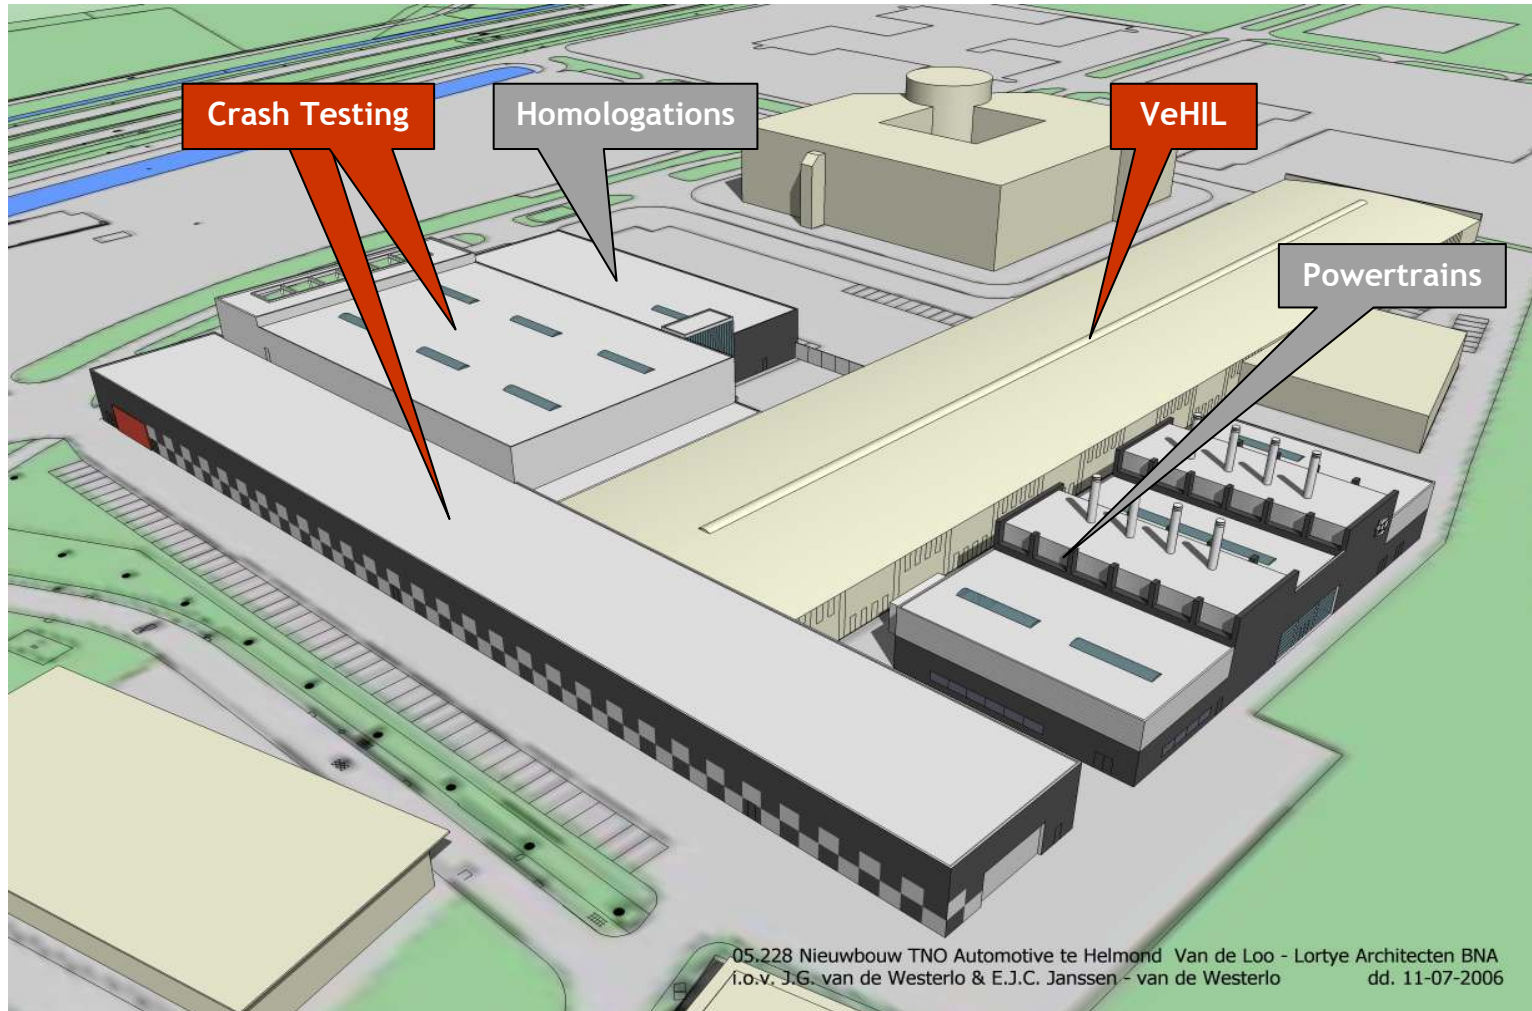 Crash Testing
Homologations
VeHIL
Powertrains
05.228 Nieuwbouw TNO Automotive te Helmond Van de Loo - Lortye Architecten BNA
i.o.v. J.G. van de Westerlo & E.J.C. Janssen - van de Westerlo dd. 11-07-2006